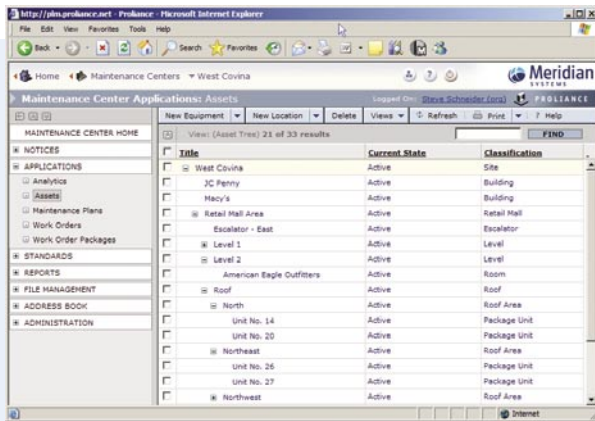 http://plm.proliance.net - Proliance - Microsoft Internet Explorer
File Edit View Favorites Tools Help
Back Search Favorites
Home Maintenance Centers West Covina
Meridian
SYSTEMS
Maintenance Center Applications: Assets Logged On: Steve Schneider (org) PROLIANCE
New Equipment New Location Delete Views Refresh Print ? Help
MAINTENANCE CENTER HOME
NOTICES
APPLICATIONS
Analytics
Assets
Maintenance Plans
Work Orders
Work Order Packages
STANDARDS
REPORTS
FILE MANAGEMENT
ADDRESS BOOK
ADMINISTRATION
View: (Asset Tree) 21 of 33 results FIND
Title Current State Classification
West Covina Active Site
JC Penny Active Building
Macy's Active Building
Retail Mall Area Active Retail Mall
Escalator - East Active Escalator
Level 1 Active Level
Level 2 Active Level
American Eagle Outfitters Active Room
Roof Active Roof
North Active Roof Area
Unit No. 14 Active Package Unit
Unit No. 20 Active Package Unit
Northeast Active Roof Area
Unit No. 26 Active Package Unit
Unit No. 27 Active Package Unit
Northwest Active Roof Area
Internet